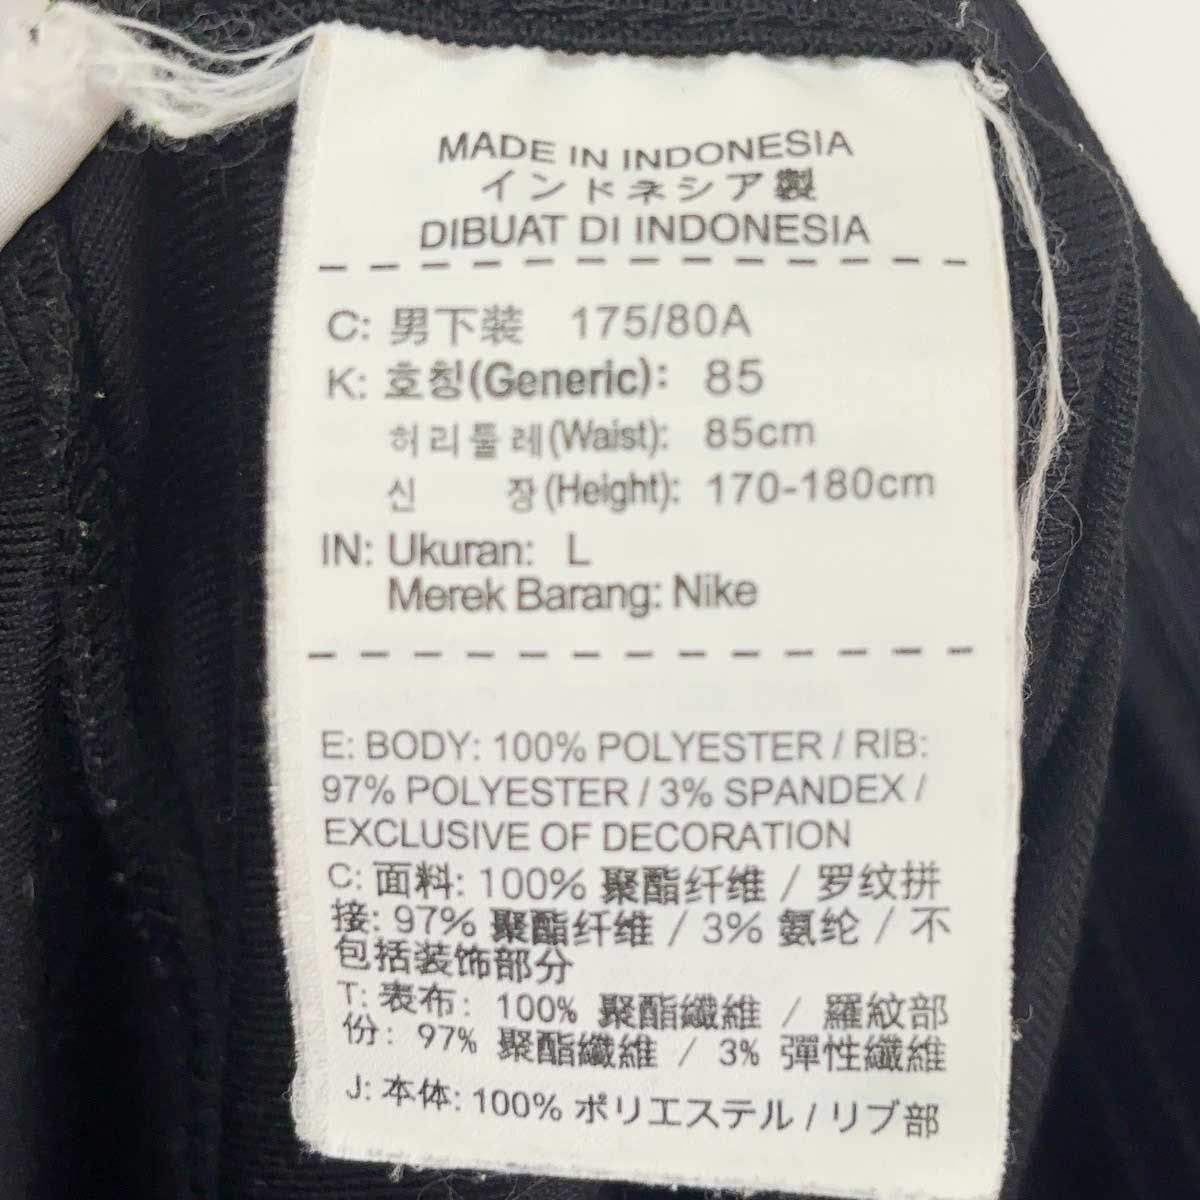 MADE IN INDONESIA
インドネシア製
DIBUAT DI INDONESIA
C: 男下装 175/80A
K: 호칭(Generic): 85
허리둘레(Waist): 85cm
신 장(Height): 170-180cm
IN: Ukuran: L
Merek Barang: Nike
E: BODY: 100% POLYESTER / RIB:
97% POLYESTER / 3% SPANDEX /
EXCLUSIVE OF DECORATION
C: 面料: 100% 聚酯纤维 / 罗纹拼
接: 97% 聚酯纤维 / 3% 氨纶 / 不
包括装饰部分
T: 表布: 100% 聚酯纖維 / 羅紋部
份: 97% 聚酯纖維 / 3% 彈性纖維
J: 本体: 100% ポリエステル / リブ部